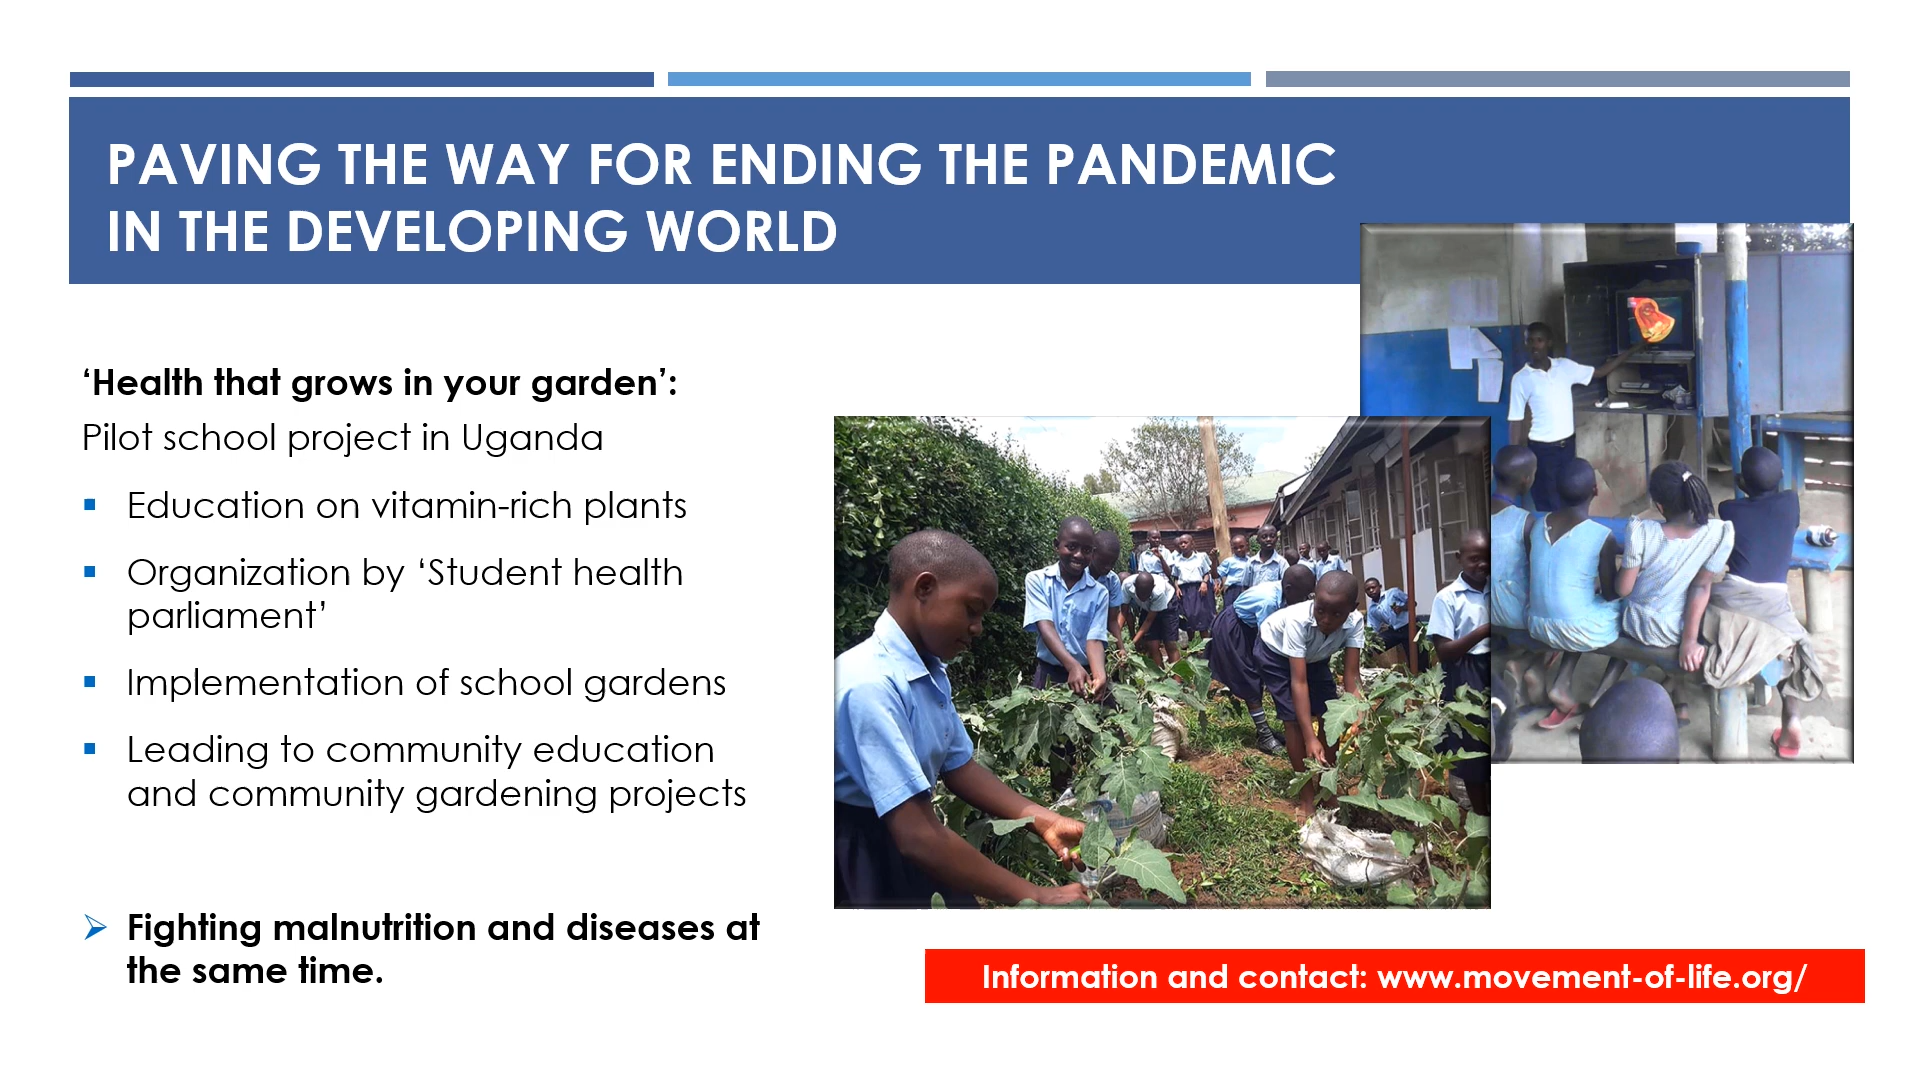 PAVING THE WAY FOR ENDING THE PANDEMIC
IN THE DEVELOPING WORLD
‘Health that grows in your garden’:
Pilot school project in Uganda
▪ Education on vitamin-rich plants
▪ Organization by ‘Student health
parliament’
▪ Implementation of school gardens
▪ Leading to community education
and community gardening projects
➢ Fighting malnutrition and diseases at
the same time.
Information and contact: www.movement-of-life.org/